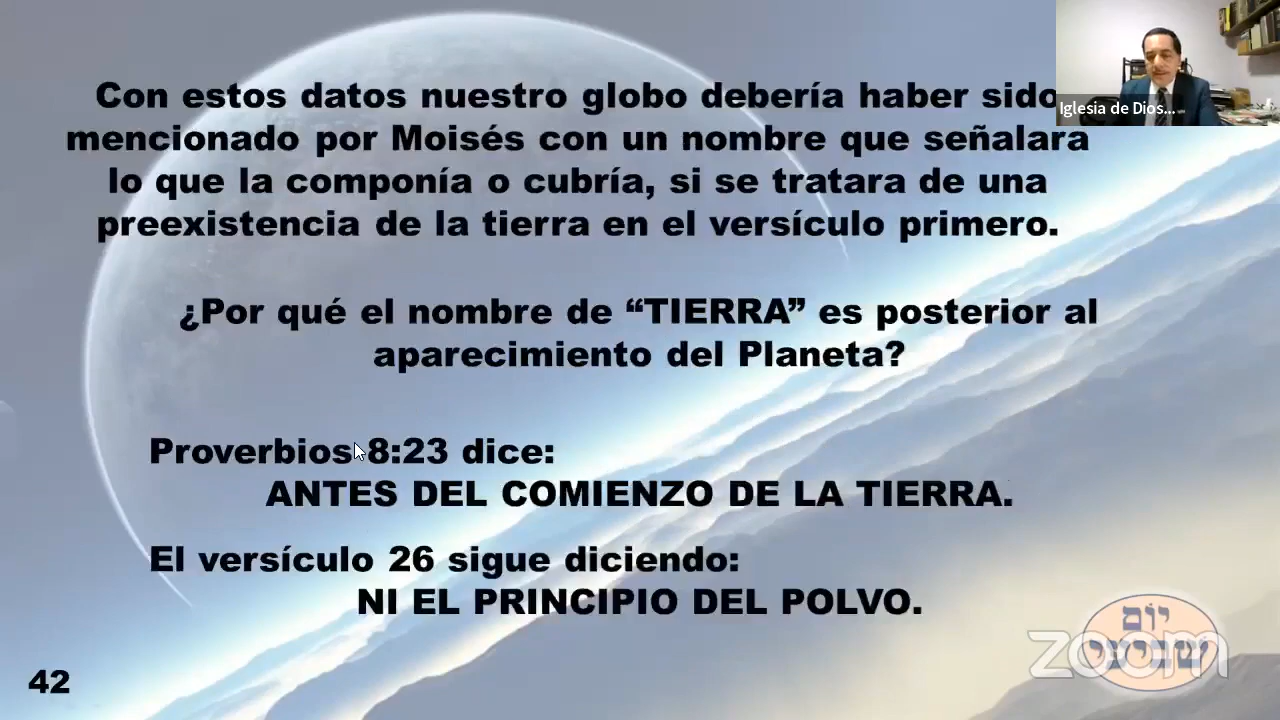 Con estos datos nuestro globo debería haber sido
mencionado por Moisés con un nombre que señalara
lo que la componía o cubría, si se tratara de una
preexistencia de la tierra en el versículo primero.
Iglesia de Dios...
¿Por qué el nombre de “TIERRA” es posterior al
aparecimiento del Planeta?
Proverbios 8:23 dice:
ANTES DEL COMIENZO DE LA TIERRA.
El versículo 26 sigue diciendo:
NI EL PRINCIPIO DEL POLVO.
יוֹם
שביעי
zoom
42